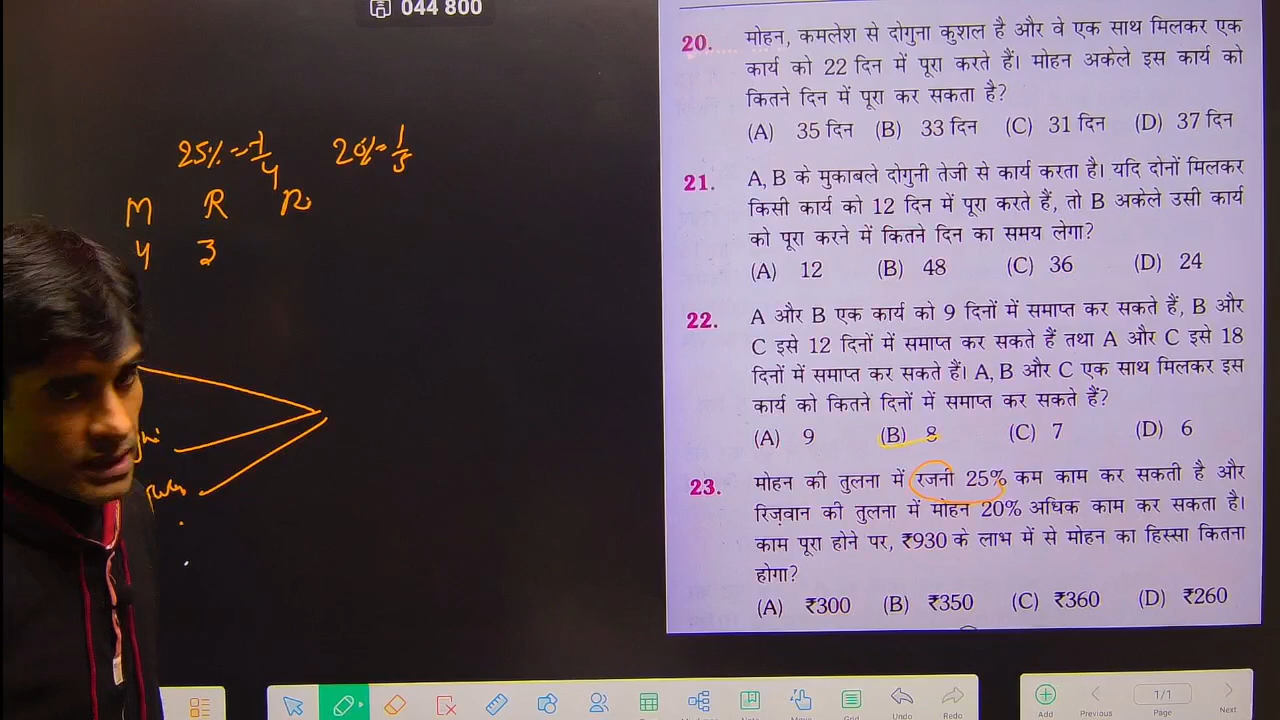 044 800
25% = 1/4 20% = 1/5
M R R
4 3
20. मोहन, कमलेश से दोगुना कुशल है और वे एक साथ मिलकर एक
कार्य को 22 दिन में पूरा करते हैं। मोहन अकेले इस कार्य को
कितने दिन में पूरा कर सकता है?
(A) 35 दिन (B) 33 दिन (C) 31 दिन (D) 37 दिन
21. A, B के मुकाबले दोगुनी तेजी से कार्य करता है। यदि दोनों मिलकर
किसी कार्य को 12 दिन में पूरा करते हैं, तो B अकेले उसी कार्य
को पूरा करने में कितने दिन का समय लेगा?
(A) 12 (B) 48 (C) 36 (D) 24
22. A और B एक कार्य को 9 दिनों में समाप्त कर सकते हैं, B और
C इसे 12 दिनों में समाप्त कर सकते हैं तथा A और C इसे 18
दिनों में समाप्त कर सकते हैं। A, B और C एक साथ मिलकर इस
कार्य को कितने दिनों में समाप्त कर सकते हैं?
(A) 9 (B) 8 (C) 7 (D) 6
23. मोहन की तुलना में रजनी 25% कम काम कर सकती है और
रिज़वान की तुलना में मोहन 20% अधिक काम कर सकता है।
काम पूरा होने पर, ₹930 के लाभ में से मोहन का हिस्सा कितना
होगा?
(A) ₹300 (B) ₹350 (C) ₹360 (D) ₹260
Undo Redo Add Previous 1/1 Page Next